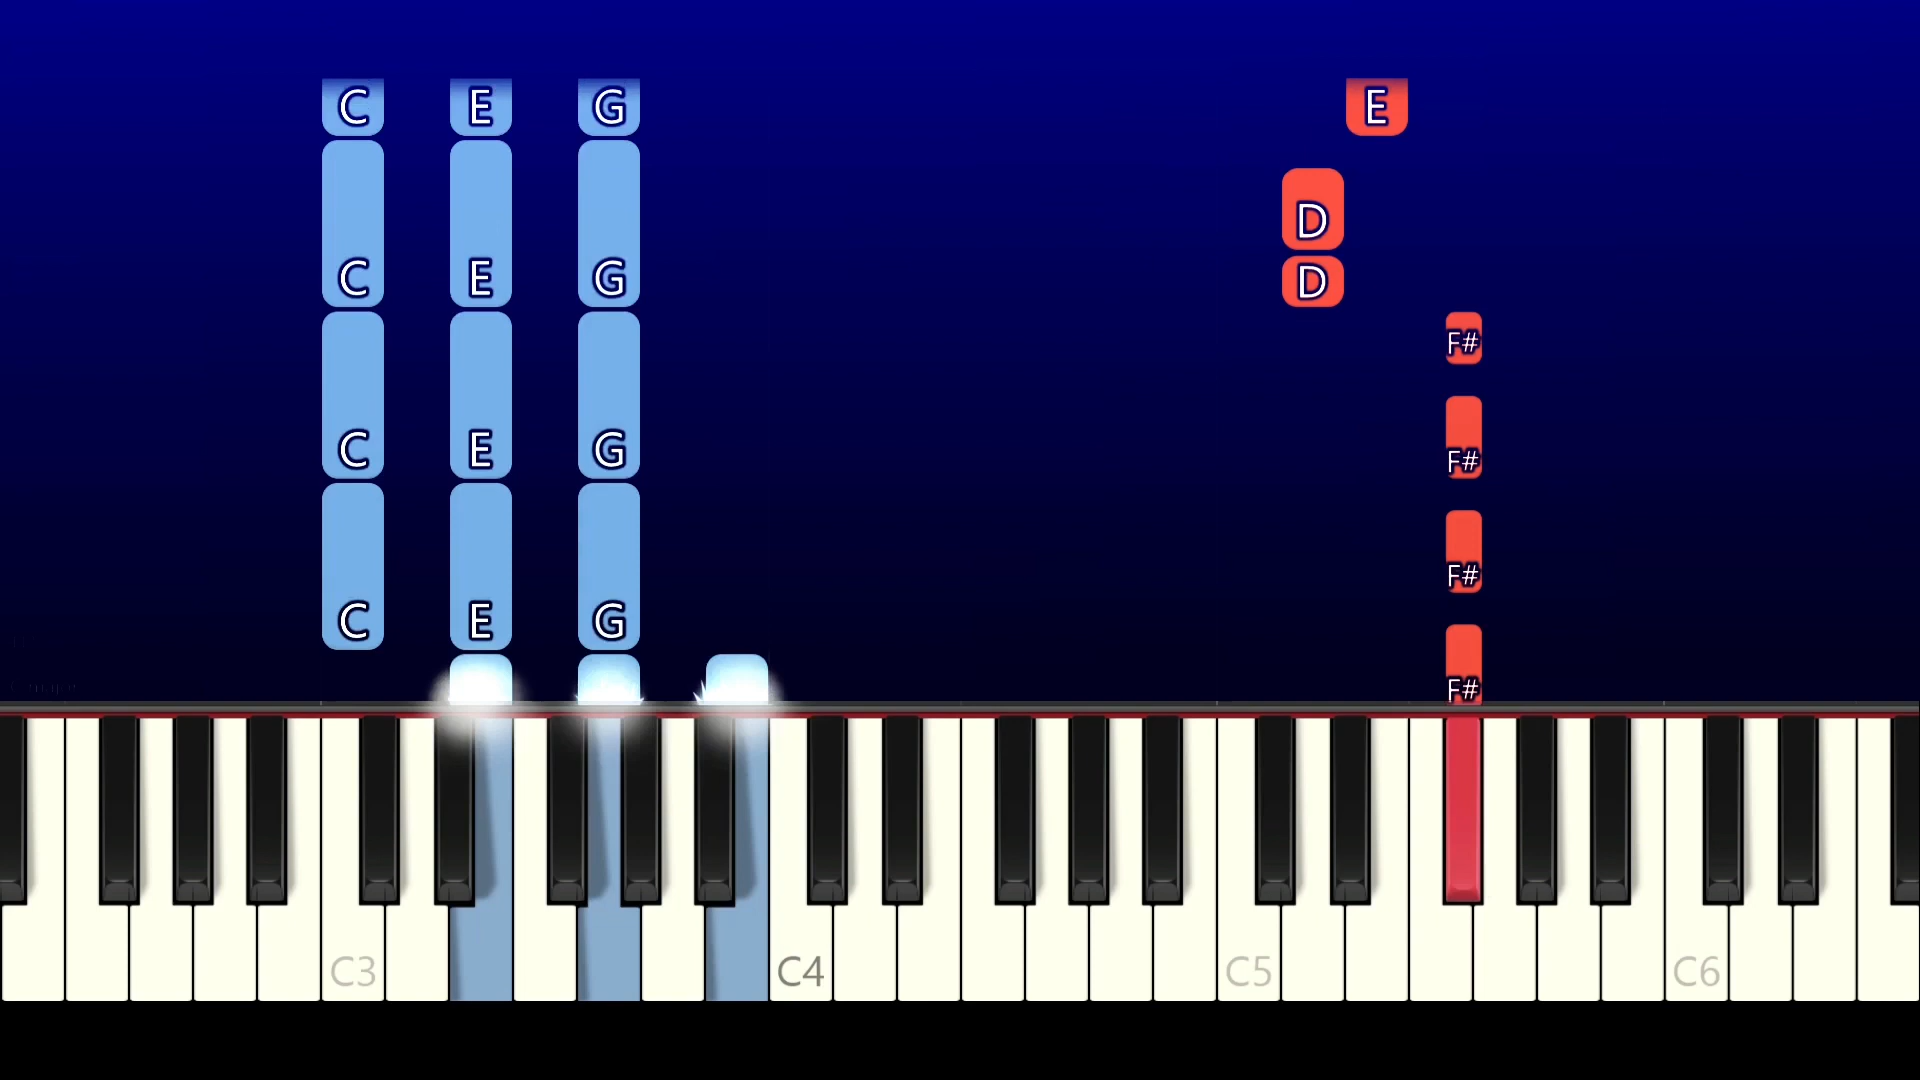 C E G E
D
C E G D
F#
C E G F#
F#
C E G
F#
C3 C4 C5 C6